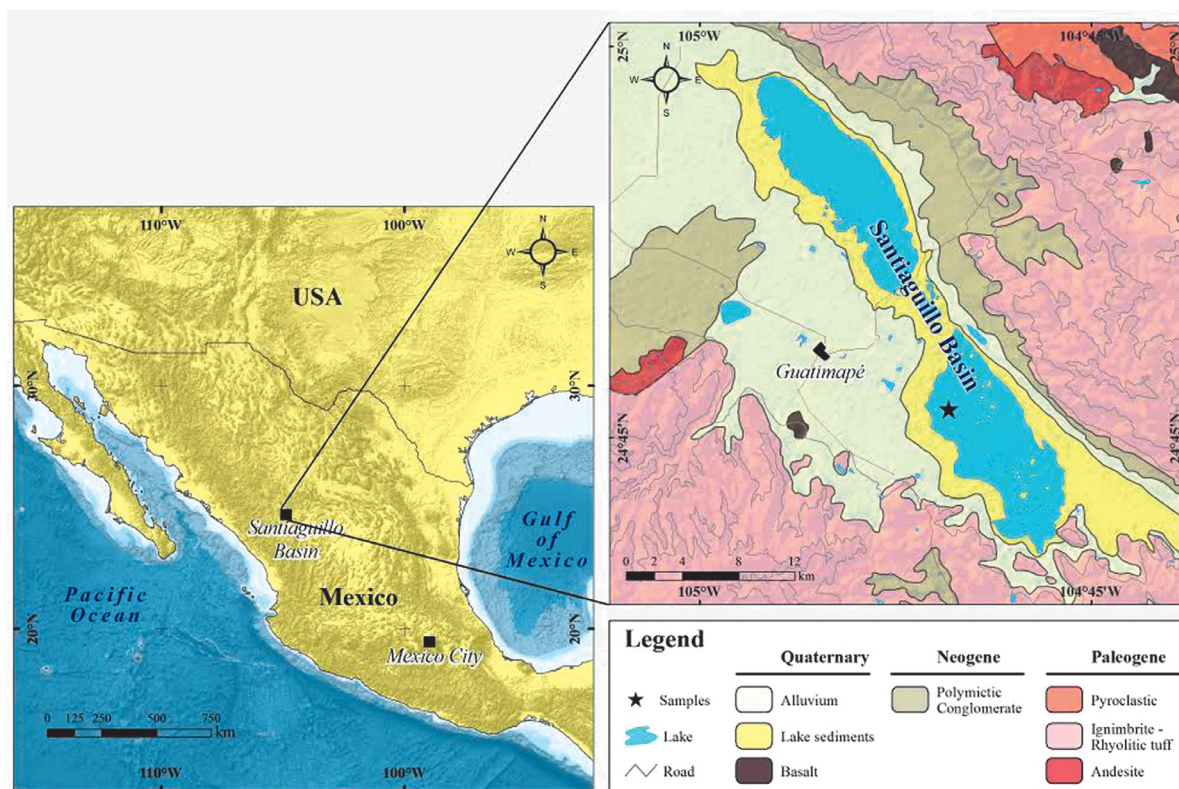 110°W
100°W
N
W
E
S
USA
30°N
30°N
Santiaguillo
Basin
Gulf
of
Mexico
Pacific
Ocean
Mexico
20°N
20°N
Mexico City
0 125 250 500 750
km
110°W
100°W
105°W
104°45'W
25°N
25°N
N
W
E
S
Santiaguillo Basin
Guatimapé
24°45'N
24°45'N
0 2 4 8 12
km
105°W
104°45'W
Legend
Samples
Lake
Road
Quaternary
Alluvium
Lake sediments
Basalt
Neogene
Polymictic
Conglomerate
Paleogene
Pyroclastic
Ignimbrite -
Rhyolitic tuff
Andesite